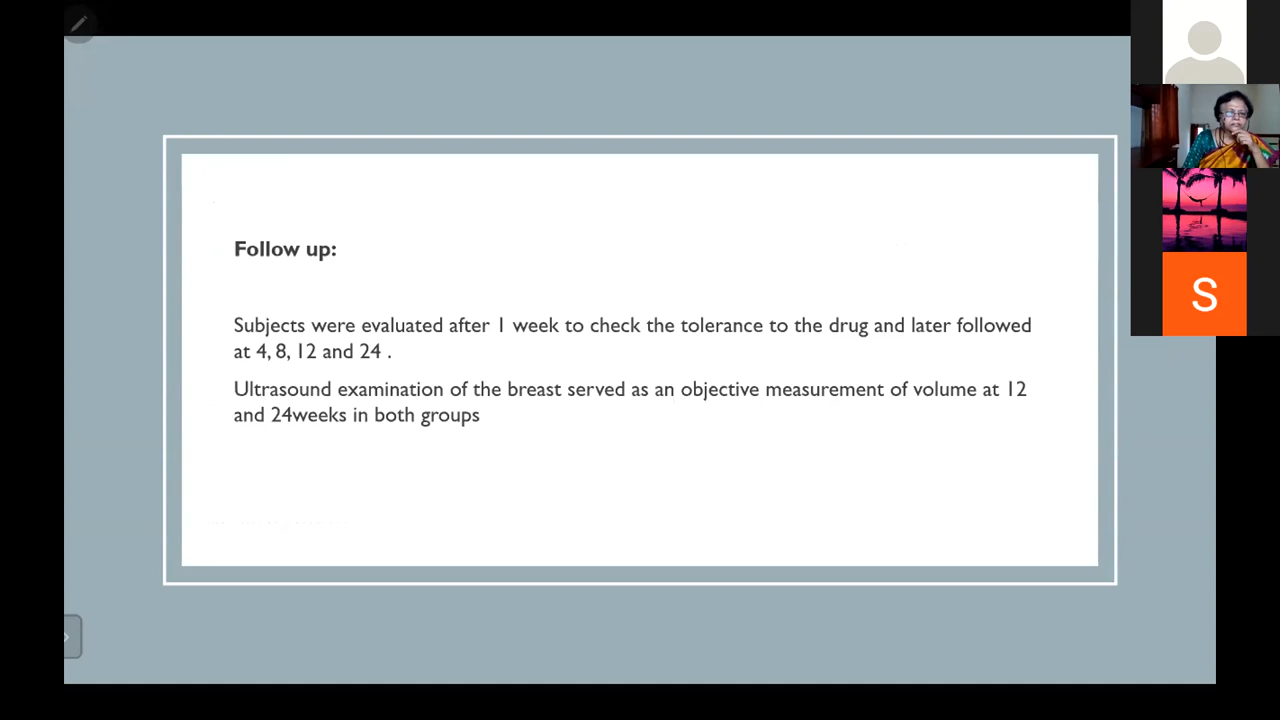 Follow up:
Subjects were evaluated after 1 week to check the tolerance to the drug and later followed
at 4, 8, 12 and 24 .
Ultrasound examination of the breast served as an objective measurement of volume at 12
and 24weeks in both groups
S